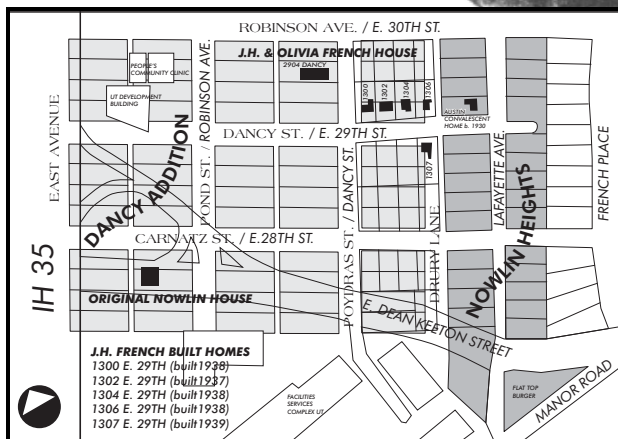 ROBINSON AVE. / E. 30TH ST.
J.H. & OLIVIA FRENCH HOUSE
2904 DANCY
PEOPLE'S
COMMUNITY CLINIC
UT DEVELOPMENT
BUILDING
1300
1302
1304
1306
AUSTIN
CONVALESCENT
HOME b. 1930
EAST AVENUE
POND ST. / ROBINSON AVE.
DANCY ST. / E. 29TH ST.
DANCY ADDITION
POYDRAS ST. / DANCY ST.
1307
DRURY LANE
LAFAYETTE AVE.
NOWLIN HEIGHTS
FRENCH PLACE
CARNATZ ST. / E.28TH ST.
IH 35
ORIGINAL NOWLIN HOUSE
E. DEAN KEETON STREET
J.H. FRENCH BUILT HOMES
1300 E. 29TH (built1938)
1302 E. 29TH (built1937)
1304 E. 29TH (built1938)
1306 E. 29TH (built1938)
1307 E. 29TH (built1939)
FACILITIES
SERVICES
COMPLEX UT
FLAT TOP
BURGER
MANOR ROAD